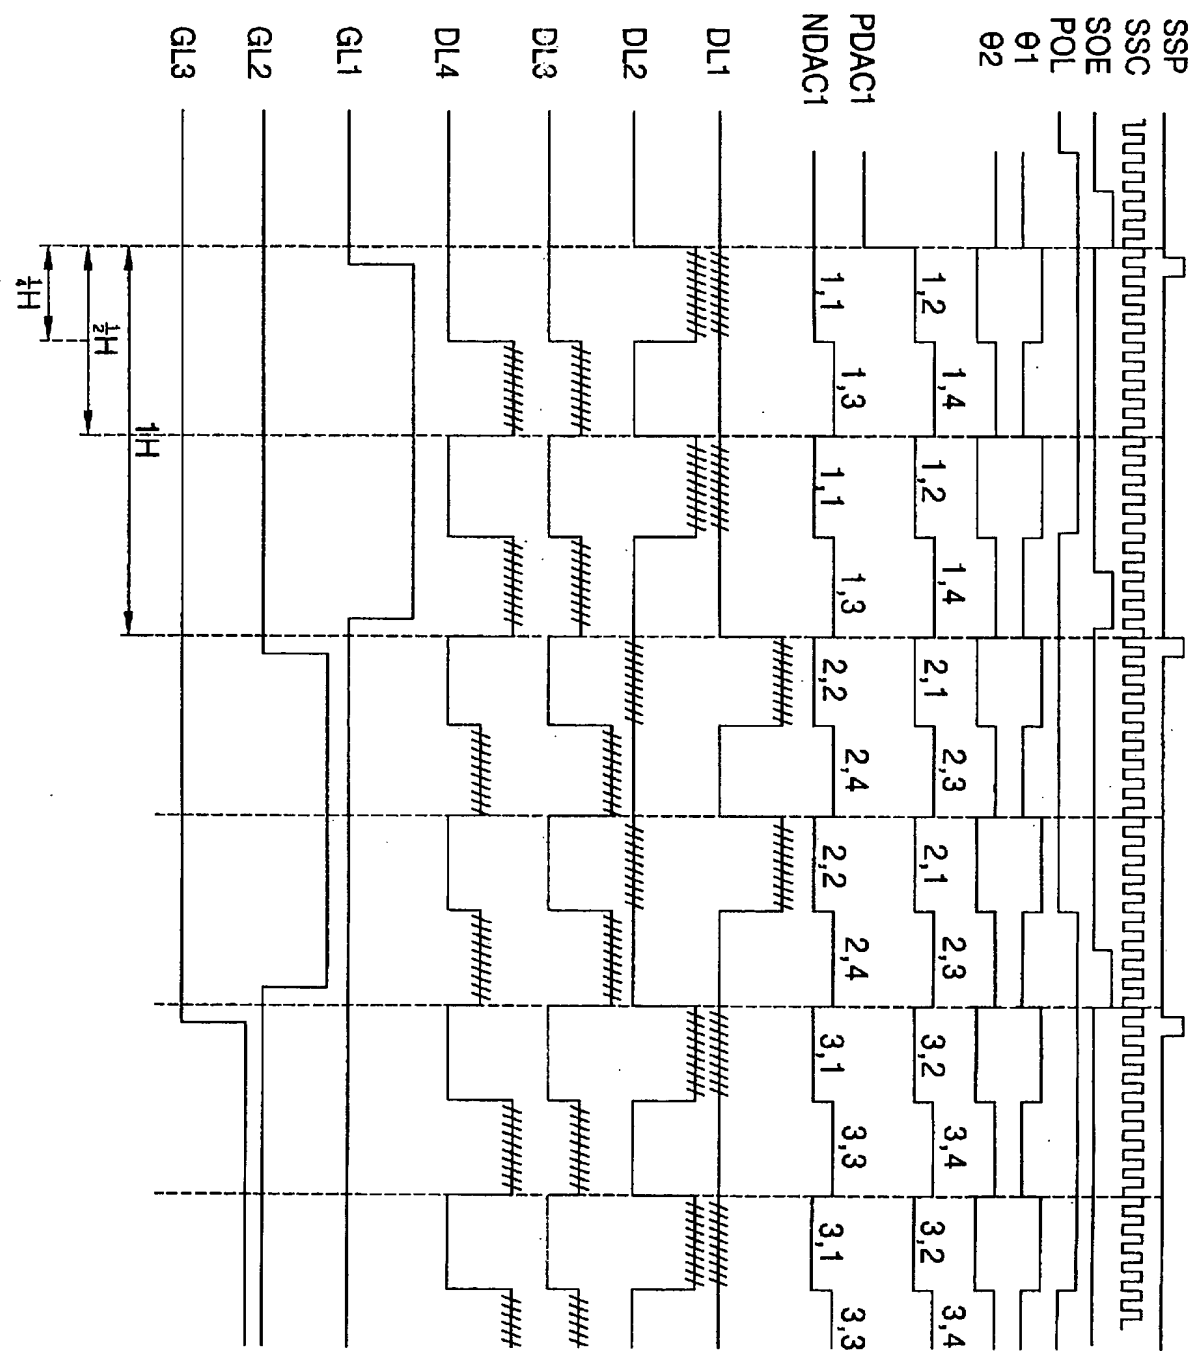 SSP
SSC
SOE
POL
θ1
θ2
PDAC1
1,2 1,4 1,2 1,4 2,1 2,3 2,1 2,3 3,2 3,4 3,2 3,4
NDAC1
1,1 1,3 1,1 1,3 2,2 2,4 2,2 2,4 3,1 3,3 3,1 3,3
DL1
DL2
DL3
DL4
GL1
GL2
GL3
1H
1/2H
1/4H